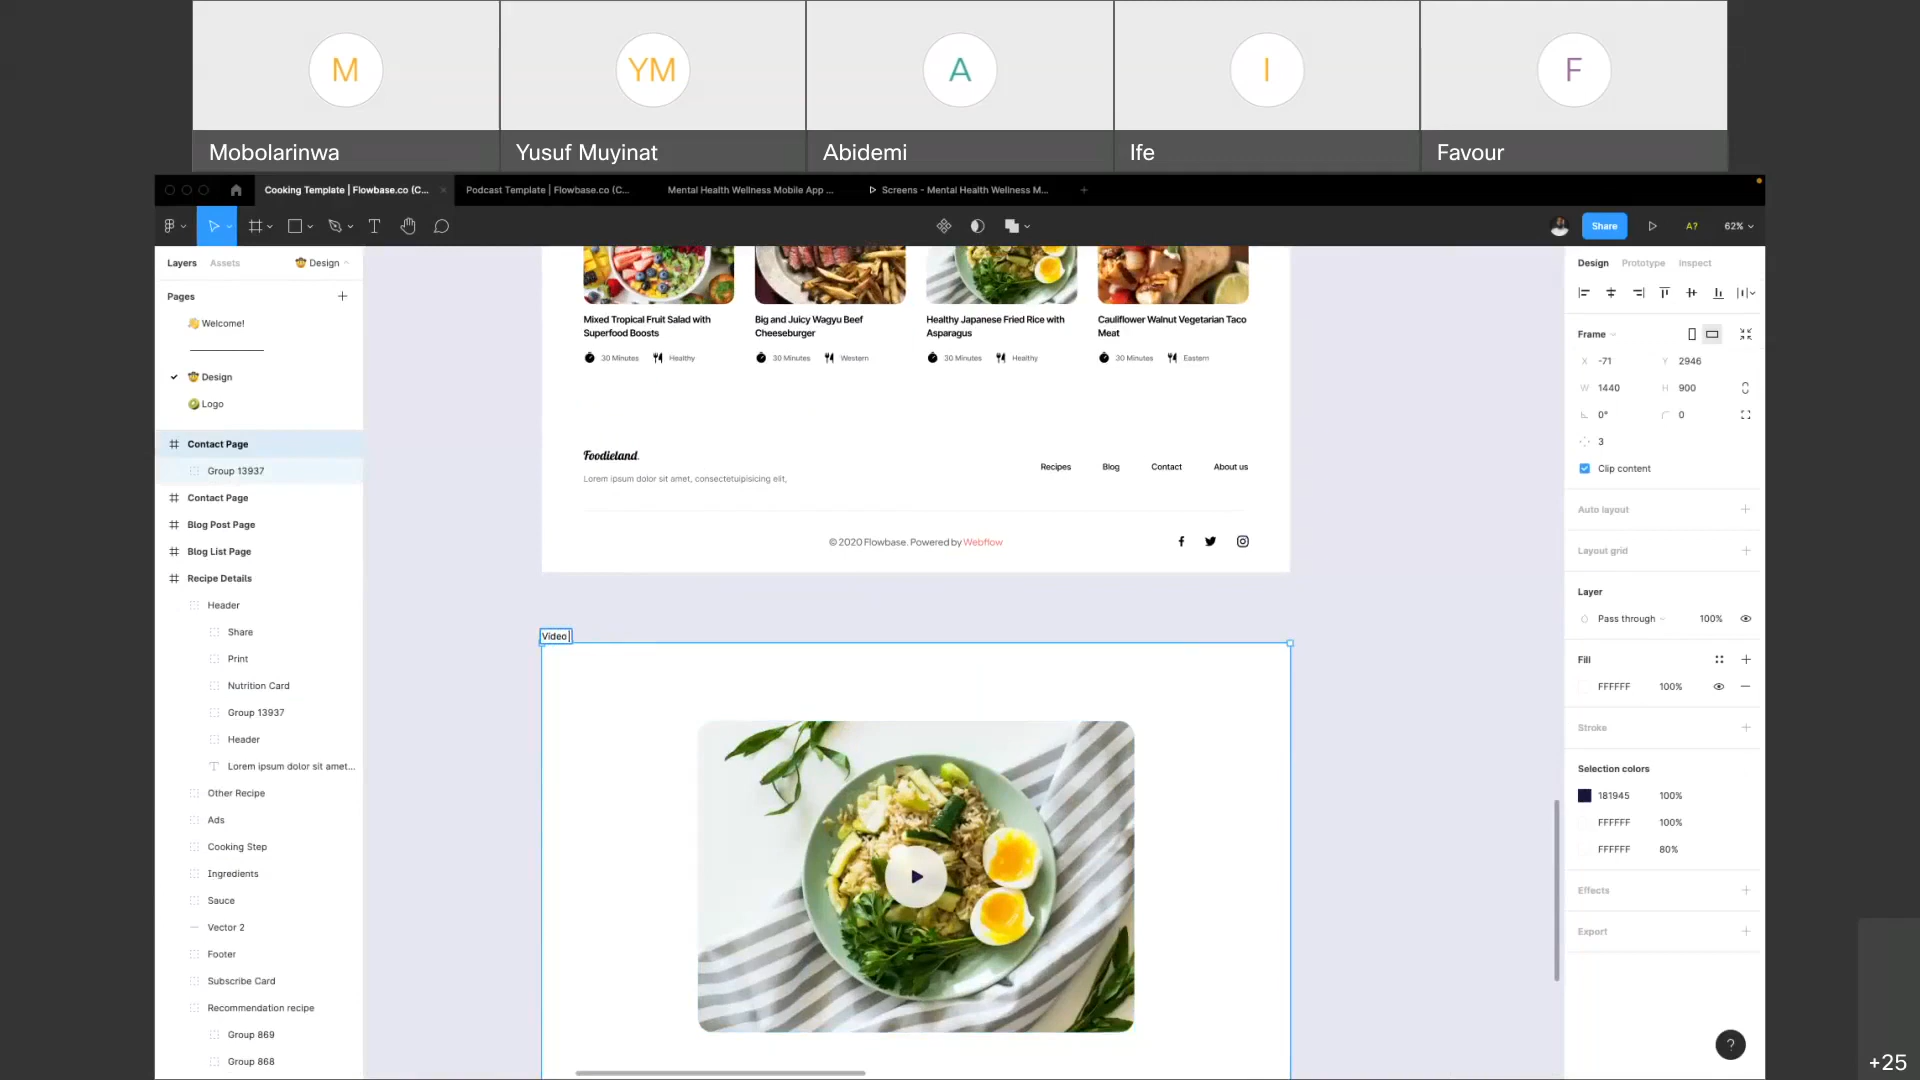 M
YM
A
I
F
Mobolarinwa
Yusuf Muyinat
Abidemi
Ife
Favour
Cooking Template | Flowbase.co (C...
Podcast Template | Flowbase.co (C...
Mental Health Wellness Mobile App ...
Screens - Mental Health Wellness M...
Share
A?
62%
Layers
Assets
Design
Pages
Welcome!
Design
Logo
Contact Page
Group 13937
Contact Page
Blog Post Page
Blog List Page
Recipe Details
Header
Share
Print
Nutrition Card
Group 13937
Header
Lorem ipsum dolor sit amet...
Other Recipe
Ads
Cooking Step
Ingredients
Sauce
Vector 2
Footer
Subscribe Card
Recommendation recipe
Group 869
Group 868
Mixed Tropical Fruit Salad with
Superfood Boosts
30 Minutes
Healthy
Big and Juicy Wagyu Beef
Cheeseburger
30 Minutes
Western
Healthy Japanese Fried Rice with
Asparagus
30 Minutes
Healthy
Cauliflower Walnut Vegetarian Taco
Meat
30 Minutes
Eastern
Foodieland.
Lorem ipsum dolor sit amet, consectetuipisicing elit,
Recipes
Blog
Contact
About us
© 2020 Flowbase. Powered by Webflow
Video
Design
Prototype
Inspect
Frame
X -71
Y 2946
W 1440
H 900
0°
0
3
Clip content
Auto layout
Layout grid
Layer
Pass through
100%
Fill
FFFFFF 100%
Stroke
Selection colors
181945 100%
FFFFFF 100%
FFFFFF 80%
Effects
Export
?
+25